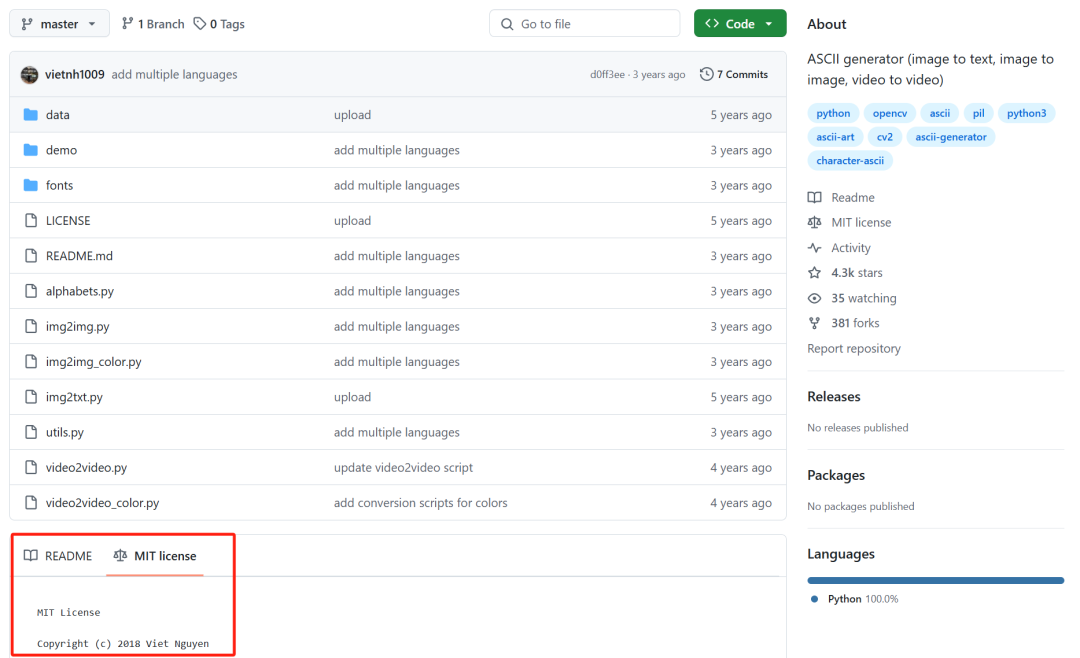 master 1 Branch 0 Tags Go to file Code
vietnh1009 add multiple languages d0ff3ee · 3 years ago 7 Commits
data upload 5 years ago
demo add multiple languages 3 years ago
fonts add multiple languages 3 years ago
LICENSE upload 5 years ago
README.md add multiple languages 3 years ago
alphabets.py add multiple languages 3 years ago
img2img.py add multiple languages 3 years ago
img2img_color.py add multiple languages 3 years ago
img2txt.py upload 5 years ago
utils.py add multiple languages 3 years ago
video2video.py update video2video script 4 years ago
video2video_color.py add conversion scripts for colors 4 years ago
README MIT license
MIT License
Copyright (c) 2018 Viet Nguyen
About
ASCII generator (image to text, image to
image, video to video)
python opencv ascii pil python3
ascii-art cv2 ascii-generator
character-ascii
Readme
MIT license
Activity
4.3k stars
35 watching
381 forks
Report repository
Releases
No releases published
Packages
No packages published
Languages
Python 100.0%